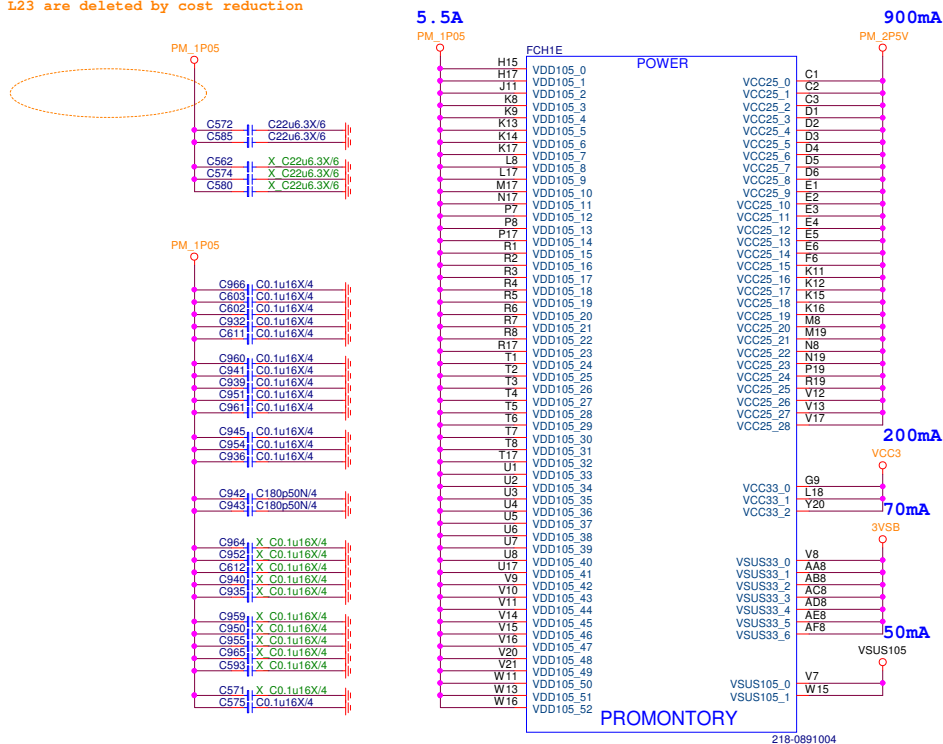 L23 are deleted by cost reduction
PM_1P05
C572 C22u6.3X/6
C585 C22u6.3X/6
C562 X_C22u6.3X/6
C574 X_C22u6.3X/6
C580 X_C22u6.3X/6
PM_1P05
C966 C0.1u16X/4
C603 C0.1u16X/4
C602 C0.1u16X/4
C932 C0.1u16X/4
C611 C0.1u16X/4
C960 C0.1u16X/4
C941 C0.1u16X/4
C939 C0.1u16X/4
C951 C0.1u16X/4
C961 C0.1u16X/4
C945 C0.1u16X/4
C954 C0.1u16X/4
C936 C0.1u16X/4
C942 C180p50N/4
C943 C180p50N/4
C964 X_C0.1u16X/4
C952 X_C0.1u16X/4
C612 X_C0.1u16X/4
C940 X_C0.1u16X/4
C935 X_C0.1u16X/4
C959 X_C0.1u16X/4
C950 X_C0.1u16X/4
C955 X_C0.1u16X/4
C965 X_C0.1u16X/4
C593 X_C0.1u16X/4
C571 X_C0.1u16X/4
C575 C0.1u16X/4
5.5A
PM_1P05
FCH1E
POWER
H15 VDD105_0
H17 VDD105_1
J11 VDD105_2
K8 VDD105_3
K9 VDD105_4
K13 VDD105_5
K14 VDD105_6
K17 VDD105_7
L8 VDD105_8
L17 VDD105_9
M17 VDD105_10
N17 VDD105_11
P7 VDD105_12
P8 VDD105_13
P17 VDD105_14
R1 VDD105_15
R2 VDD105_16
R3 VDD105_17
R4 VDD105_18
R5 VDD105_19
R6 VDD105_20
R7 VDD105_21
R8 VDD105_22
R17 VDD105_23
T1 VDD105_24
T2 VDD105_25
T3 VDD105_26
T4 VDD105_27
T5 VDD105_28
T6 VDD105_29
T7 VDD105_30
T8 VDD105_31
T17 VDD105_32
U1 VDD105_33
U2 VDD105_34
U3 VDD105_35
U4 VDD105_36
U5 VDD105_37
U6 VDD105_38
U7 VDD105_39
U8 VDD105_40
U17 VDD105_41
V9 VDD105_42
V10 VDD105_43
V11 VDD105_44
V14 VDD105_45
V15 VDD105_46
V16 VDD105_47
V20 VDD105_48
V21 VDD105_49
W11 VDD105_50
W13 VDD105_51
W16 VDD105_52
900mA
PM_2P5V
VCC25_0 C1
VCC25_1 C2
VCC25_2 C3
VCC25_3 D1
VCC25_4 D2
VCC25_5 D3
VCC25_6 D4
VCC25_7 D5
VCC25_8 D6
VCC25_9 E1
VCC25_10 E2
VCC25_11 E3
VCC25_12 E4
VCC25_13 E5
VCC25_14 E6
VCC25_15 F6
VCC25_16 K11
VCC25_17 K12
VCC25_18 K15
VCC25_19 K16
VCC25_20 M8
VCC25_21 M19
VCC25_22 N8
VCC25_23 N19
VCC25_24 P19
VCC25_25 R19
VCC25_26 V12
VCC25_27 V13
VCC25_28 V17
200mA
VCC3
VCC33_0 G9
VCC33_1 L18
VCC33_2 Y20
70mA
3VSB
VSUS33_0 V8
VSUS33_1 AA8
VSUS33_2 AB8
VSUS33_3 AC8
VSUS33_4 AD8
VSUS33_5 AE8
VSUS33_6 AF8
50mA
VSUS105
VSUS105_0 V7
VSUS105_1 W15
PROMONTORY
218-0891004